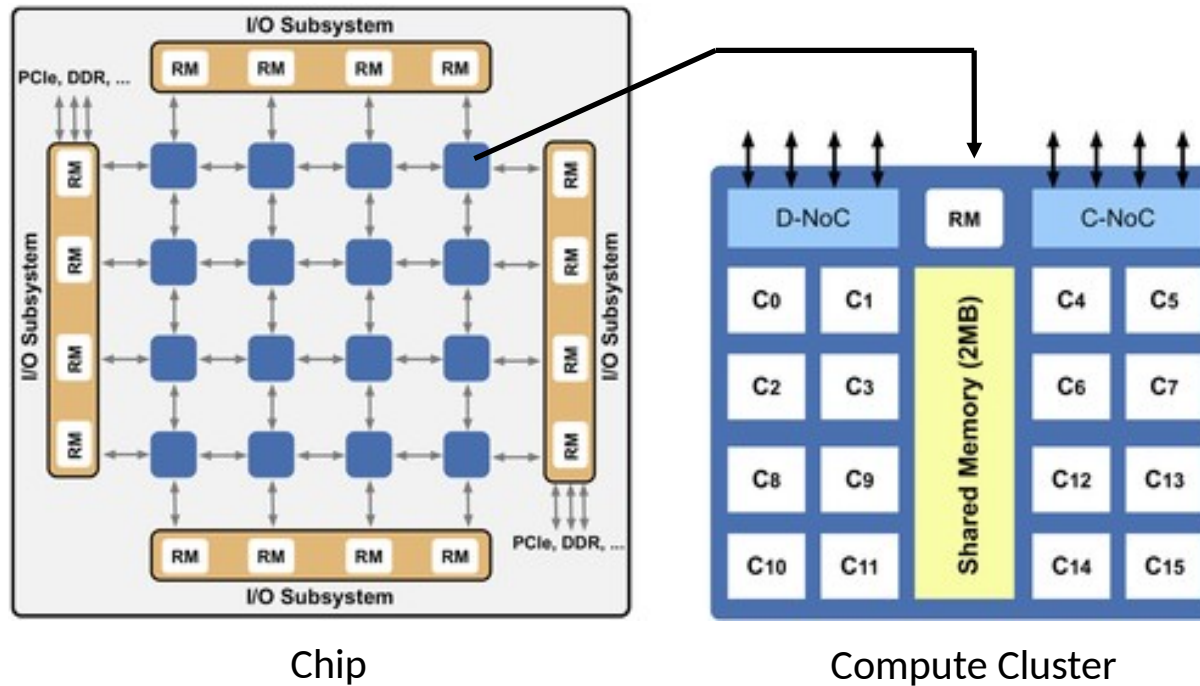 I/O Subsystem
RM RM RM RM
PCIe, DDR, ...
I/O Subsystem
RM
RM
RM
RM
RM
RM
RM
RM
I/O Subsystem
PCIe, DDR, ...
RM RM RM RM
I/O Subsystem
Chip
D-NoC RM C-NoC
C0 C1 C4 C5
C2 C3 C6 C7
C8 C9 C12 C13
C10 C11 C14 C15
Shared Memory (2MB)
Compute Cluster